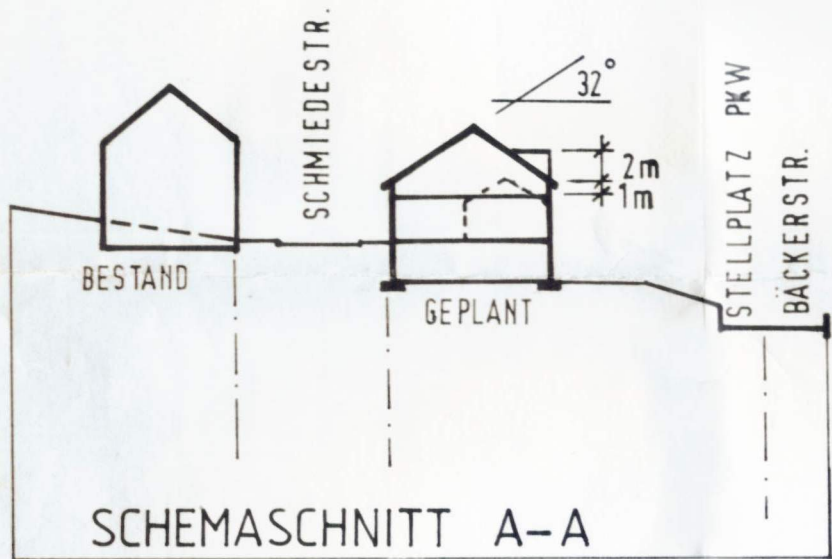 SCHMIEDESTR.
32°
2m
1m
STELLPLATZ PKW
BÄCKERSTR.
BESTAND
GEPLANT
SCHEMASCHNITT A-A